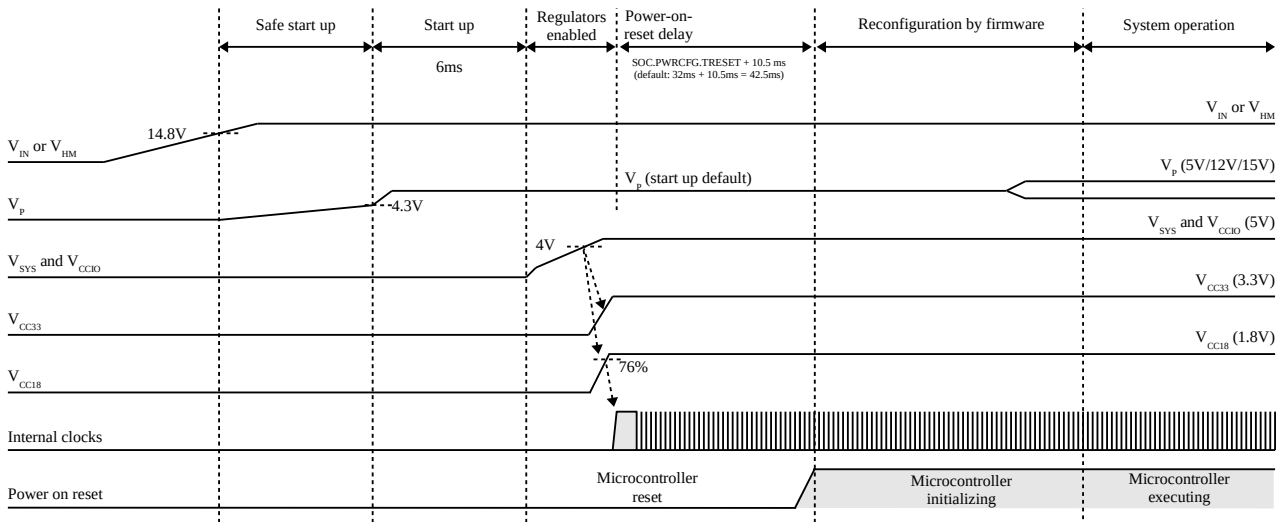 Safe start up
Start up
Regulators
enabled
Power-on-
reset delay
Reconfiguration by firmware
System operation
6ms
SOC.PWRCFG.TRESET + 10.5 ms
(default: 32ms + 10.5ms = 42.5ms)
VIN or VHM
14.8V
VIN or VHM
VP (5V/12V/15V)
VP (start up default)
VP
4.3V
VSYS and VCCIO (5V)
4V
VSYS and VCCIO
VCC33 (3.3V)
VCC33
VCC18 (1.8V)
76%
VCC18
Internal clocks
Power on reset
Microcontroller
reset
Microcontroller
initializing
Microcontroller
executing